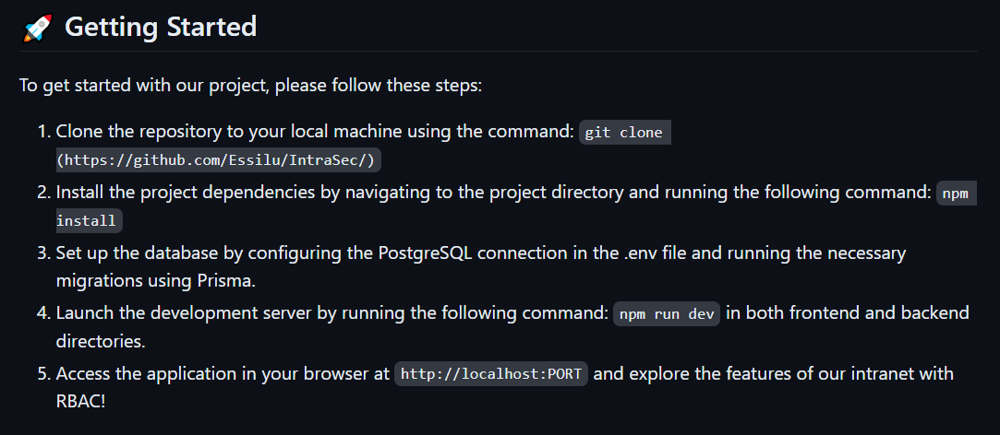 🚀 Getting Started
To get started with our project, please follow these steps:
1. Clone the repository to your local machine using the command: git clone
(https://github.com/Essilu/IntraSec/)
2. Install the project dependencies by navigating to the project directory and running the following command: npm
install
3. Set up the database by configuring the PostgreSQL connection in the .env file and running the necessary
migrations using Prisma.
4. Launch the development server by running the following command: npm run dev in both frontend and backend
directories.
5. Access the application in your browser at http://localhost:PORT and explore the features of our intranet with
RBAC!